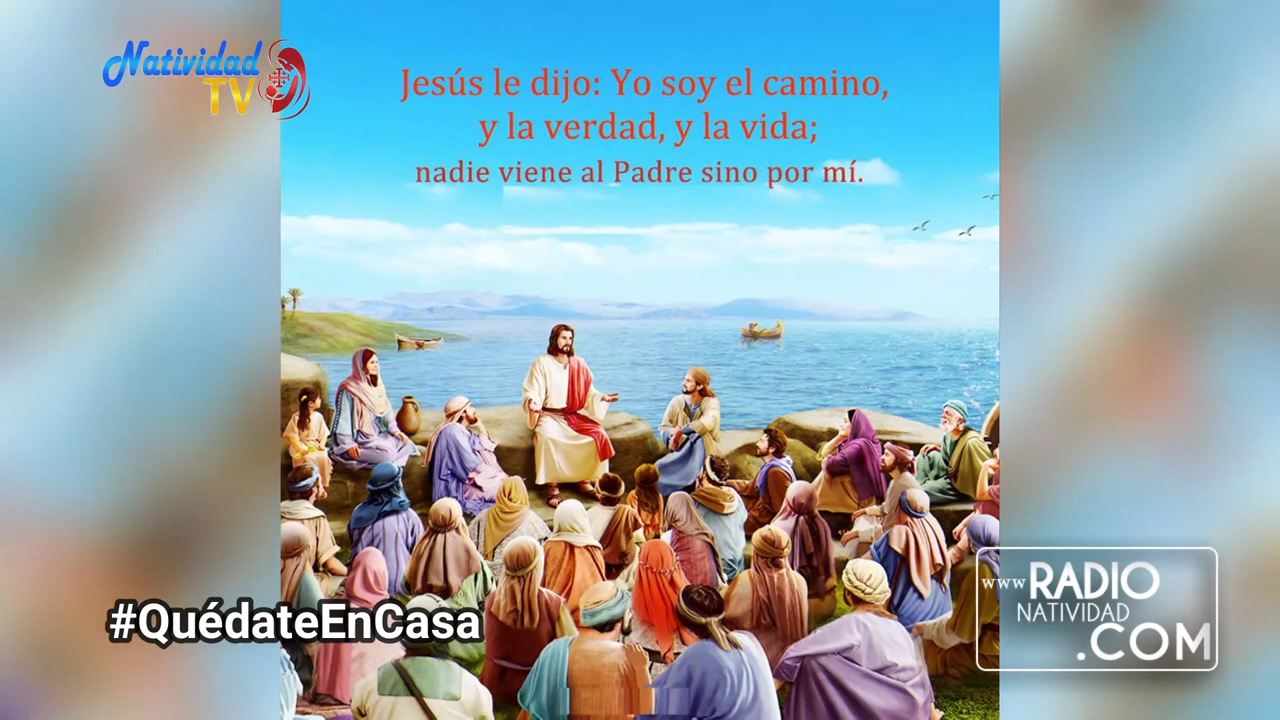 Natividad
TV
Jesús le dijo: Yo soy el camino,
y la verdad, y la vida;
nadie viene al Padre sino por mí.
#QuédateEnCasa
www RADIO
NATIVIDAD
.COM